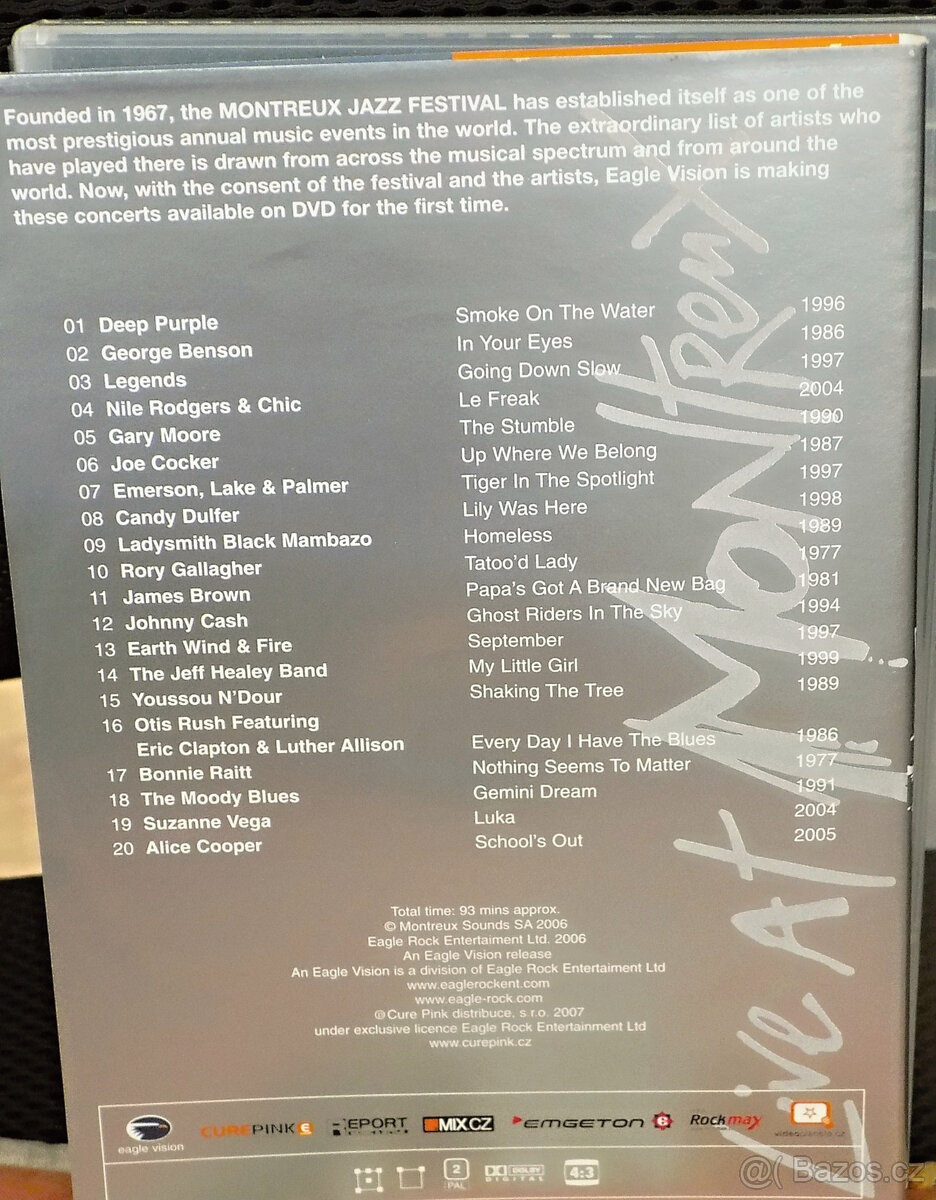 Founded in 1967, the MONTREUX JAZZ FESTIVAL has established itself as one of the
most prestigious annual music events in the world. The extraordinary list of artists who
have played there is drawn from across the musical spectrum and from around the
world. Now, with the consent of the festival and the artists, Eagle Vision is making
these concerts available on DVD for the first time.
01 Deep Purple Smoke On The Water 1996
02 George Benson In Your Eyes 1986
03 Legends Going Down Slow 1997
04 Nile Rodgers & Chic Le Freak 2004
05 Gary Moore The Stumble 1990
06 Joe Cocker Up Where We Belong 1987
07 Emerson, Lake & Palmer Tiger In The Spotlight 1997
08 Candy Dulfer Lily Was Here 1998
09 Ladysmith Black Mambazo Homeless 1989
10 Rory Gallagher Tatoo'd Lady 1977
11 James Brown Papa's Got A Brand New Bag 1981
12 Johnny Cash Ghost Riders In The Sky 1994
13 Earth Wind & Fire September 1997
14 The Jeff Healey Band My Little Girl 1999
15 Youssou N'Dour Shaking The Tree 1989
16 Otis Rush Featuring
Eric Clapton & Luther Allison Every Day I Have The Blues 1986
17 Bonnie Raitt Nothing Seems To Matter 1977
18 The Moody Blues Gemini Dream 1991
19 Suzanne Vega Luka 2004
20 Alice Cooper School's Out 2005
Live At Montreux
Total time: 93 mins approx.
© Montreux Sounds SA 2006
Eagle Rock Entertaiment Ltd. 2006
An Eagle Vision release
An Eagle Vision is a division of Eagle Rock Entertaiment Ltd
www.eaglerockent.com
www.eagle-rock.com
© Cure Pink distribuce, s.r.o. 2007
under exclusive licence Eagle Rock Entertainment Ltd
www.curepink.cz
eagle vision CUREPINK e REPORT MIX.CZ EMGETON e Rockmay videoplaneta.cz
2 PAL DOLBY DIGITAL 4:3
@( Bazos.cz